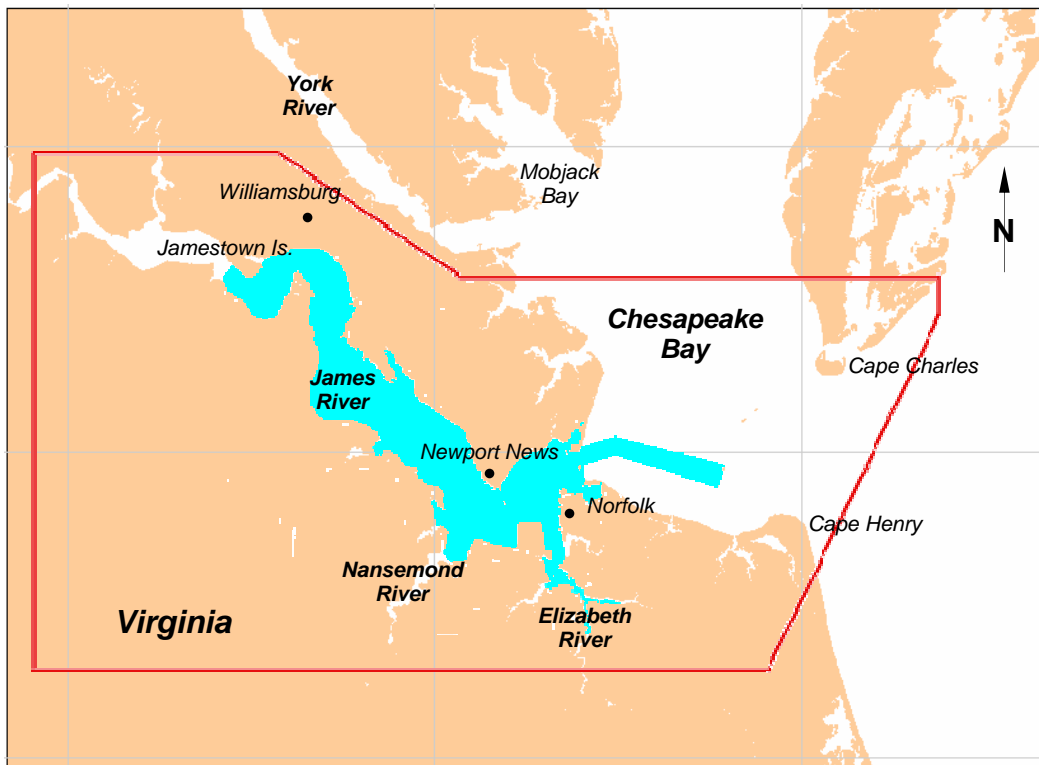 York
River
Mobjack
Bay
Williamsburg
N
Jamestown Is.
Chesapeake
Bay
Cape Charles
James
River
Newport News
Norfolk
Cape Henry
Nansemond
River
Virginia
Elizabeth
River